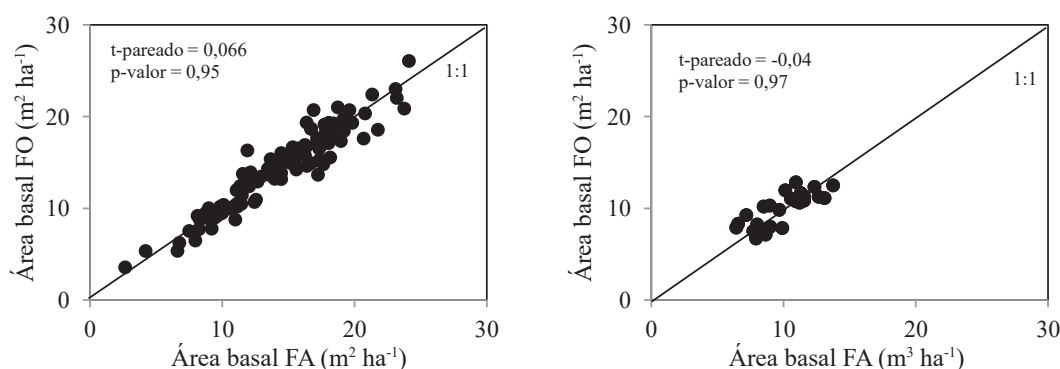 30
20
10
0
Área basal FO (m² ha⁻¹)
t-pareado = 0,066
p-valor = 0,95
1:1
0 10 20 30
Área basal FA (m² ha⁻¹)
30
20
10
0
Área basal FO (m² ha⁻¹)
t-pareado = -0,04
p-valor = 0,97
1:1
0 10 20 30
Área basal FA (m³ ha⁻¹)